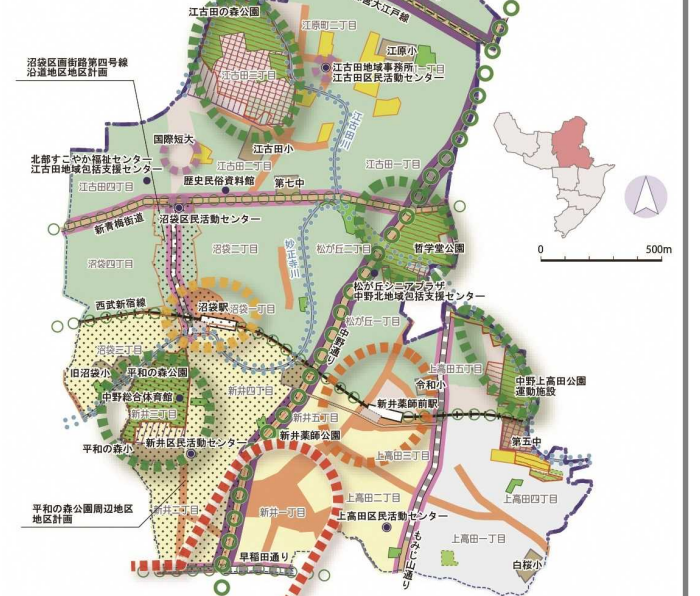 江古田の森公園
江原町二丁目
宮大江戸線
江原小
沼袋区画街路第四号線
沿道地区地区計画
江古田三丁目
江古田地域事務所
江古田区民活動センター
江古田川
国際短大
江古田小
北部すこやか福祉センター
江古田地域包括支援センター
江古田二丁目
江古田一丁目
歴史民俗資料館
第七中
江古田四丁目
新青梅街道
沼袋区民活動センター
哲学堂公園
沼袋四丁目
沼袋二丁目
妙正寺川
松が丘二丁目
500m
0
松が丘シニアプラザ
中野北地域包括支援センター
西武新宿線
沼袋駅
沼袋一丁目
松が丘一丁目
中野通り
沼袋三丁目
旧沼袋小
平和の森公園
上高田五丁目
令和小
中野上高田公園
運動施設
新井四丁目
中野総合体育館
新井薬師前駅
新井三丁目
新井五丁目
平和の森小
新井区民活動センター
新井薬師公園
第五中
上高田三丁目
平和の森公園周辺地区
地区計画
新井二丁目
新井一丁目
上高田二丁目
上高田四丁目
上高田区民活動センター
上高田一丁目
もみじ山通り
早稲田通り
白桜小